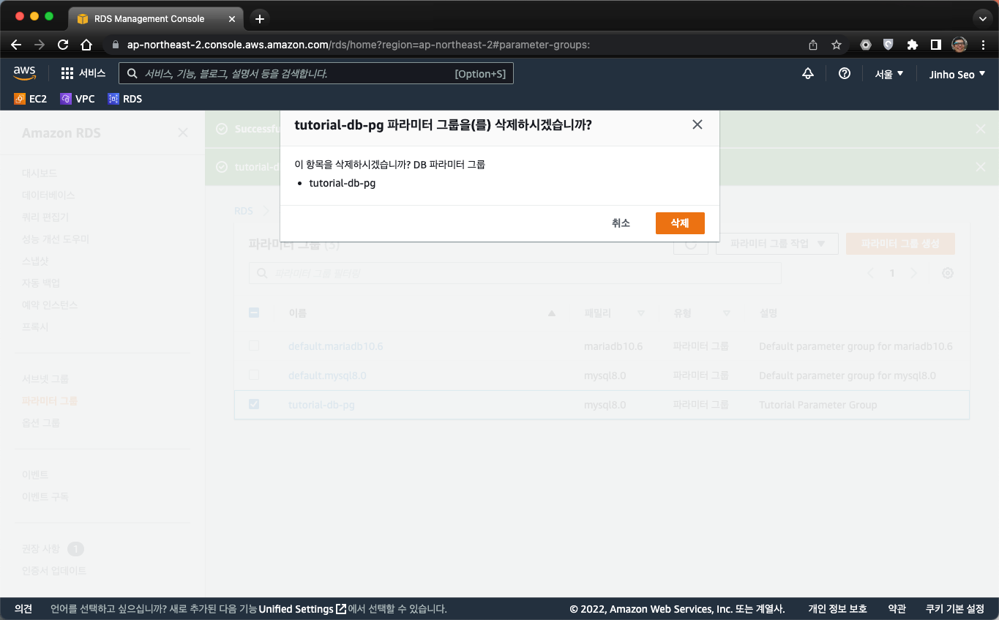 RDS Management Console
ap-northeast-2.console.aws.amazon.com/rds/home?region=ap-northeast-2#parameter-groups:
aws
서비스
서비스, 기능, 블로그, 설명서 등을 검색합니다.
[Option+S]
서울
Jinho Seo
EC2
VPC
RDS
Amazon RDS
대시보드
데이터베이스
쿼리 편집기
성능 개선 도우미
스냅샷
자동 백업
예약 인스턴스
프록시
서브넷 그룹
파라미터 그룹
옵션 그룹
이벤트
이벤트 구독
권장 사항 1
인증서 업데이트
tutorial-db-pg 파라미터 그룹을(를) 삭제하시겠습니까?
이 항목을 삭제하시겠습니까? DB 파라미터 그룹
• tutorial-db-pg
취소
삭제
RDS
파라미터 그룹 (3)
파라미터 그룹 작업
파라미터 그룹 생성
파라미터 그룹 필터링
1
이름 패밀리 유형 설명
default.mariadb10.6 mariadb10.6 파라미터 그룹 Default parameter group for mariadb10.6
default.mysql8.0 mysql8.0 파라미터 그룹 Default parameter group for mysql8.0
tutorial-db-pg mysql8.0 파라미터 그룹 Tutorial Parameter Group
의견
언어를 선택하고 싶으십니까? 새로 추가된 다음 기능 Unified Settings 에서 선택할 수 있습니다.
© 2022, Amazon Web Services, Inc. 또는 계열사.
개인 정보 보호
약관
쿠키 기본 설정